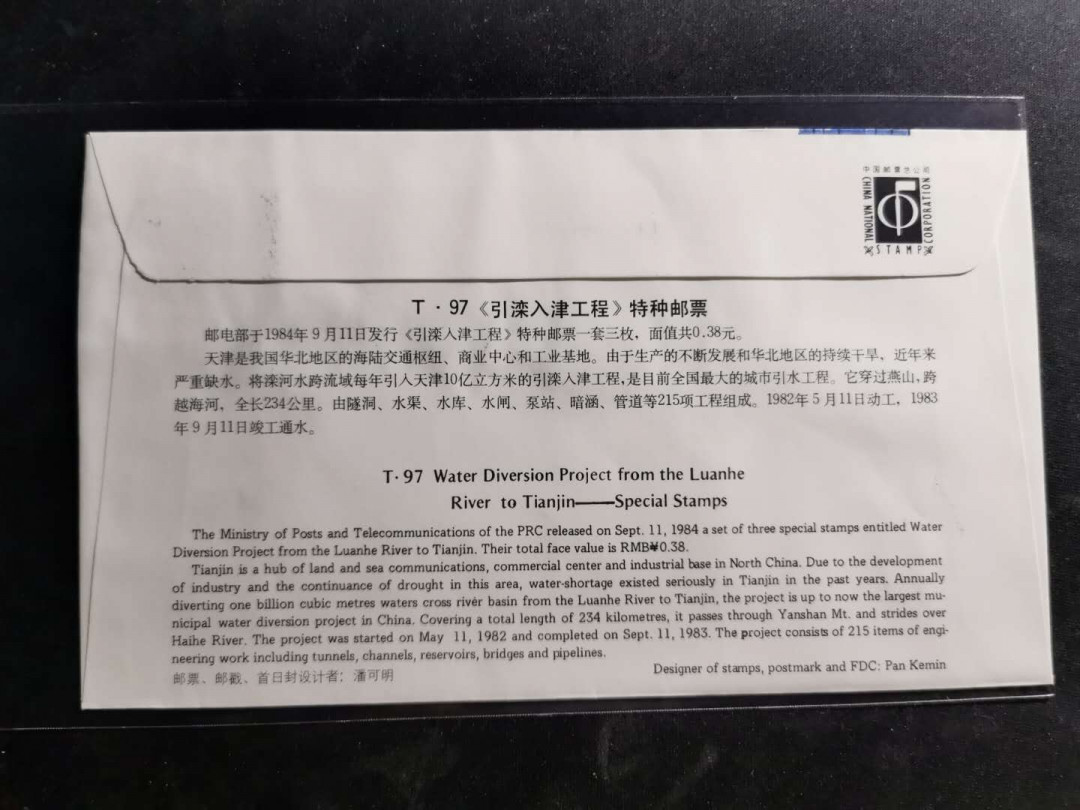 中国邮票总公司
CHINA NATIONAL
STAMP
CORPORATION
T·97《引滦入津工程》特种邮票
邮电部于1984年9月11日发行《引滦入津工程》特种邮票一套三枚，面值共0.38元。
天津是我国华北地区的海陆交通枢纽、商业中心和工业基地。由于生产的不断发展和华北地区的持续干旱，近年来
严重缺水。将滦河水跨流域每年引入天津10亿立方米的引滦入津工程，是目前全国最大的城市引水工程。它穿过燕山，跨
越海河，全长234公里。由隧洞、水渠、水库、水闸、泵站、暗涵、管道等215项工程组成。1982年5月11日动工，1983
年9月11日竣工通水。
T·97 Water Diversion Project from the Luanhe
River to Tianjin——Special Stamps
The Ministry of Posts and Telecommunications of the PRC released on Sept. 11, 1984 a set of three special stamps entitled Water
Diversion Project from the Luanhe River to Tianjin. Their total face value is RMB¥0.38.
Tianjin is a hub of land and sea communications, commercial center and industrial base in North China. Due to the development
of industry and the continuance of drought in this area, water-shortage existed seriously in Tianjin in the past years. Annually
diverting one billion cubic metres waters cross river basin from the Luanhe River to Tianjin, the project is up to now the largest mu-
nicipal water diversion project in China. Covering a total length of 234 kilometres, it passes through Yanshan Mt. and strides over
Haihe River. The project was started on May 11, 1982 and completed on Sept. 11, 1983. The project consists of 215 items of engi-
neering work including tunnels, channels, reservoirs, bridges and pipelines.
邮票、邮戳、首日封设计者：潘可明
Designer of stamps, postmark and FDC: Pan Kemin